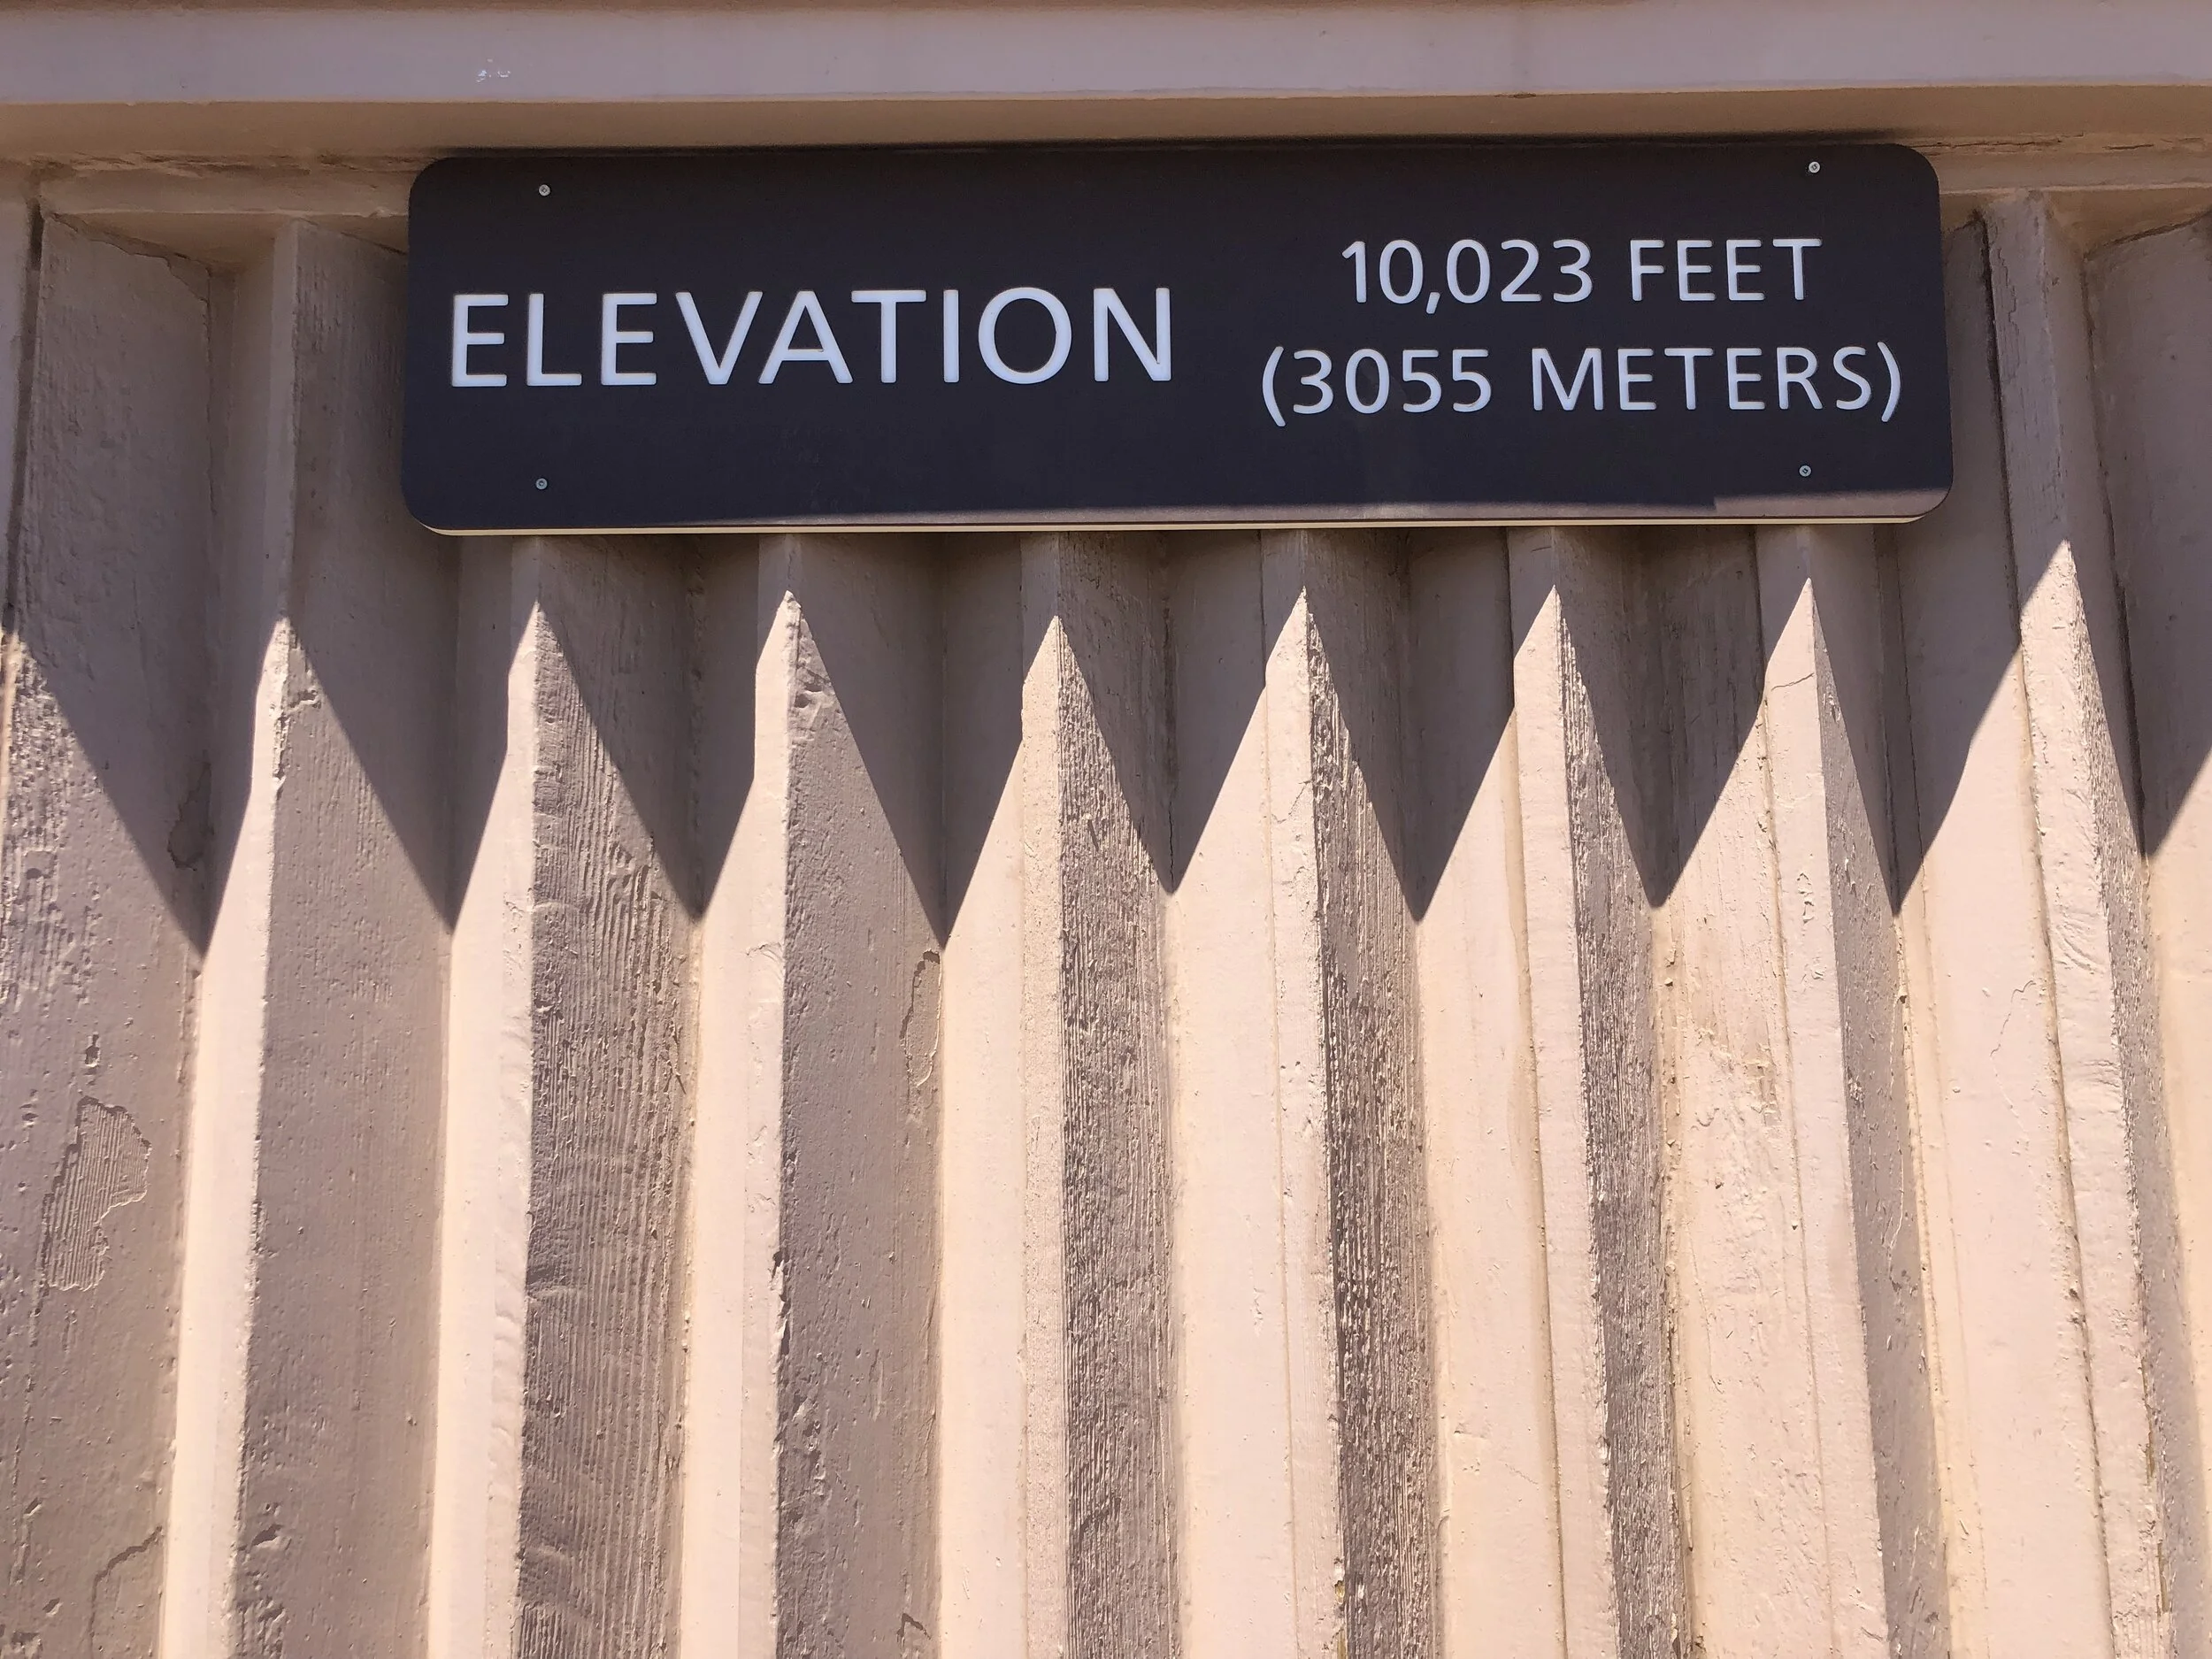 ELEVATION
10,023 FEET
(3055 METERS)